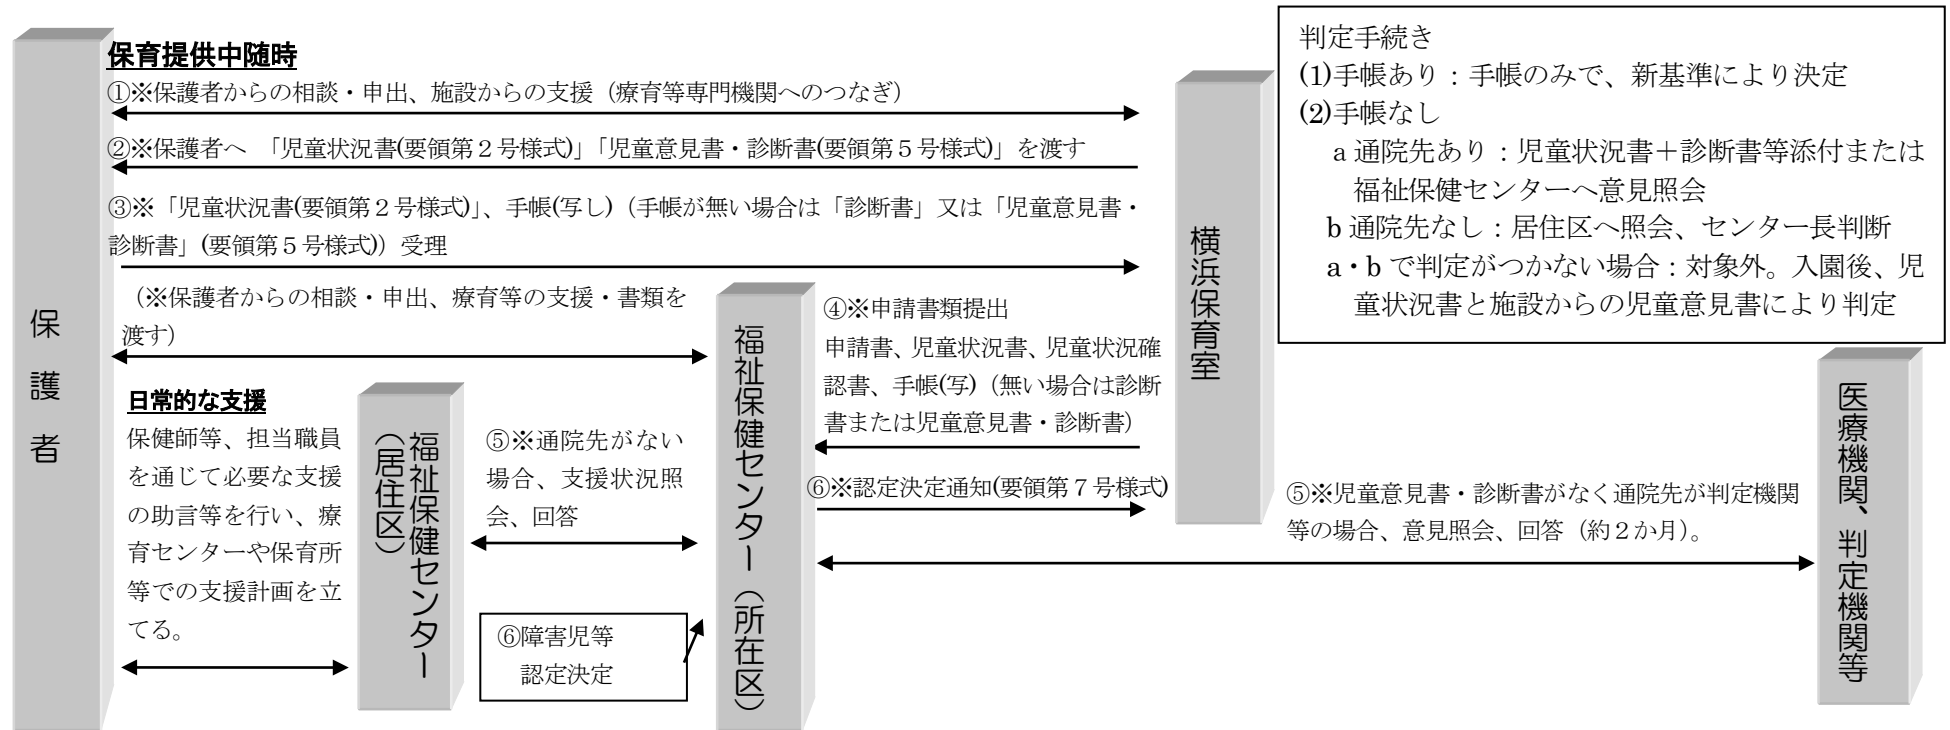 保育提供中随時
①※保護者からの相談・申出、施設からの支援（療育等専門機関へのつなぎ）
②※保護者へ　「児童状況書(要領第２号様式)」「児童意見書・診断書(要領第５号様式)」を渡す
③※「児童状況書(要領第２号様式)」、手帳(写し)（手帳が無い場合は「診断書」又は「児童意見書・
診断書」(要領第５号様式)）受理
（※保護者からの相談・申出、療育等の支援・書類を
渡す）
保護者
日常的な支援
保健師等、担当職員
を通じて必要な支援
の助言等を行い、療
育センターや保育所
等での支援計画を立
てる。
福祉保健センター
（居住区）
⑤※通院先がない
場合、支援状況照
会、回答
⑥障害児等
認定決定
福祉保健センター（所在区）
④※申請書類提出
申請書、児童状況書、児童状況確
認書、手帳(写)（無い場合は診断
書または児童意見書・診断書）
⑥※認定決定通知(要領第７号様式)
横浜保育室
判定手続き
(1)手帳あり：手帳のみで、新基準により決定
(2)手帳なし
a 通院先あり：児童状況書＋診断書等添付または
福祉保健センターへ意見照会
b 通院先なし：居住区へ照会、センター長判断
a・b で判定がつかない場合：対象外。入園後、児
童状況書と施設からの児童意見書により判定
⑤※児童意見書・診断書がなく通院先が判定機関
等の場合、意見照会、回答（約２か月）。
医療機関、判定機関等